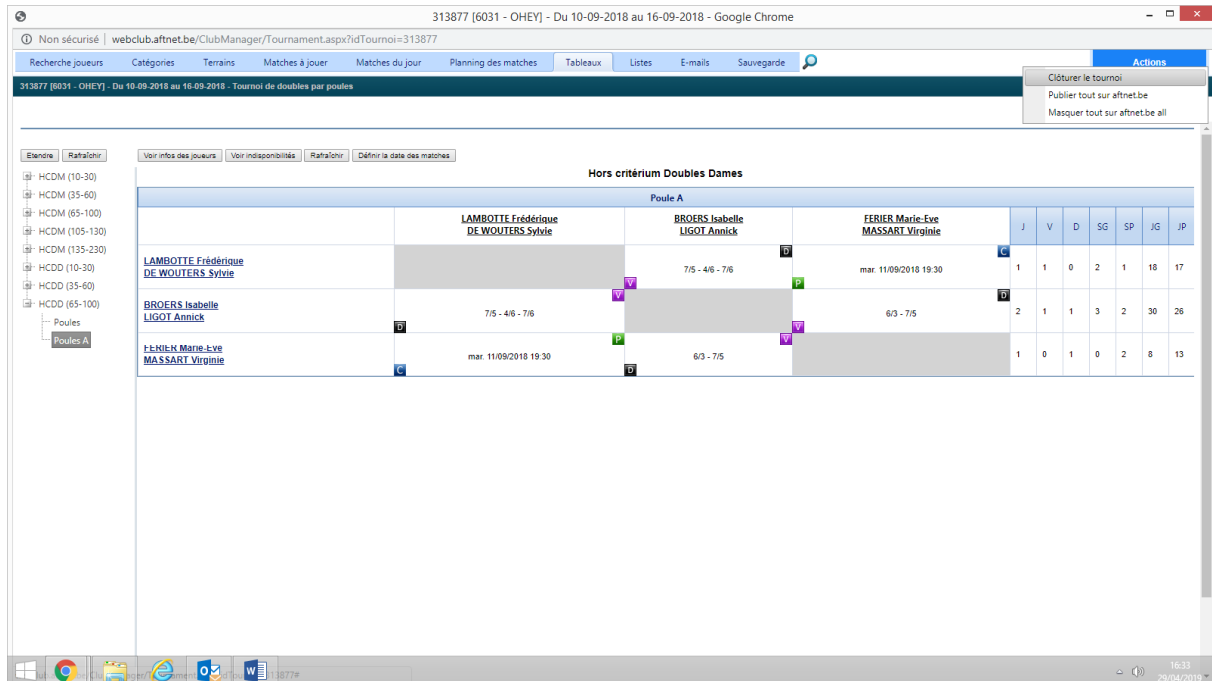 313877 [6031 - OHEY] - Du 10-09-2018 au 16-09-2018 - Google Chrome
Non sécurisé | webclub.aftnet.be/ClubManager/Tournament.aspx?idTournoi=313877
Recherche joueurs Catégories Terrains Matches à jouer Matches du jour Planning des matches Tableaux Listes E-mails Sauvegarde Actions
Clôturer le tournoi
Publier tout sur aftnet.be
Masquer tout sur aftnet.be all
313877 [6031 - OHEY] - Du 10-09-2018 au 16-09-2018 - Tournoi de doubles par poules
Etendre Rafraîchir Voir infos des joueurs Voir indisponibilités Rafraîchir Définir la date des matches
HCDM (10-30)
HCDM (35-60)
HCDM (65-100)
HCDM (105-130)
HCDM (135-230)
HCDD (10-30)
HCDD (35-60)
HCDD (65-100)
Poules
Poules A
Hors critérium Doubles Dames
Poule A
LAMBOTTE Frédérique
DE WOUTERS Sylvie
BROERS Isabelle
LIGOT Annick
FERIER Marie-Eve
MASSART Virginie
J V D SG SP JG JP
LAMBOTTE Frédérique
DE WOUTERS Sylvie
D
7/5 - 4/6 - 7/6
V
C
mar. 11/09/2018 19:30
P
1 1 0 2 1 18 17
BROERS Isabelle
LIGOT Annick
V
7/5 - 4/6 - 7/6
D
D
6/3 - 7/5
V
2 1 1 3 2 30 26
FERIER Marie-Eve
MASSART Virginie
P
mar. 11/09/2018 19:30
C
V
6/3 - 7/5
D
1 0 1 0 2 8 13
16:33
29/04/2019